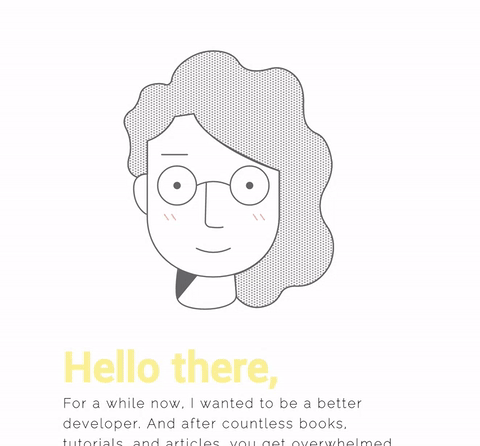 Hello there,
For a while now, I wanted to be a better
developer. And after countless books,
tutorials, and articles, you get overwhelmed